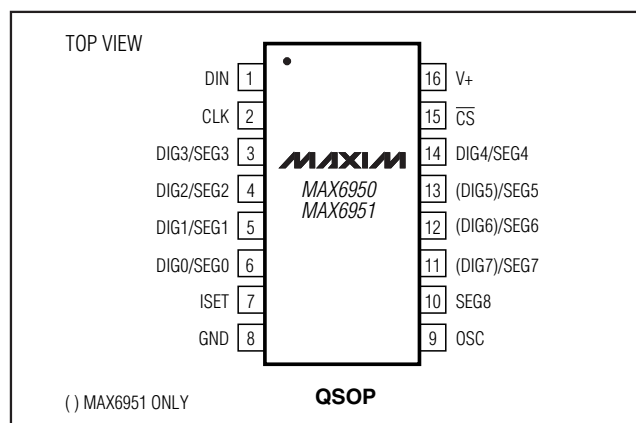 TOP VIEW
DIN 1
CLK 2
DIG3/SEG3 3
DIG2/SEG2 4
DIG1/SEG1 5
DIG0/SEG0 6
ISET 7
GND 8
MAXIM
MAX6950
MAX6951
16 V+
15 C̅S̅
14 DIG4/SEG4
13 (DIG5)/SEG5
12 (DIG6)/SEG6
11 (DIG7)/SEG7
10 SEG8
9 OSC
( ) MAX6951 ONLY
QSOP